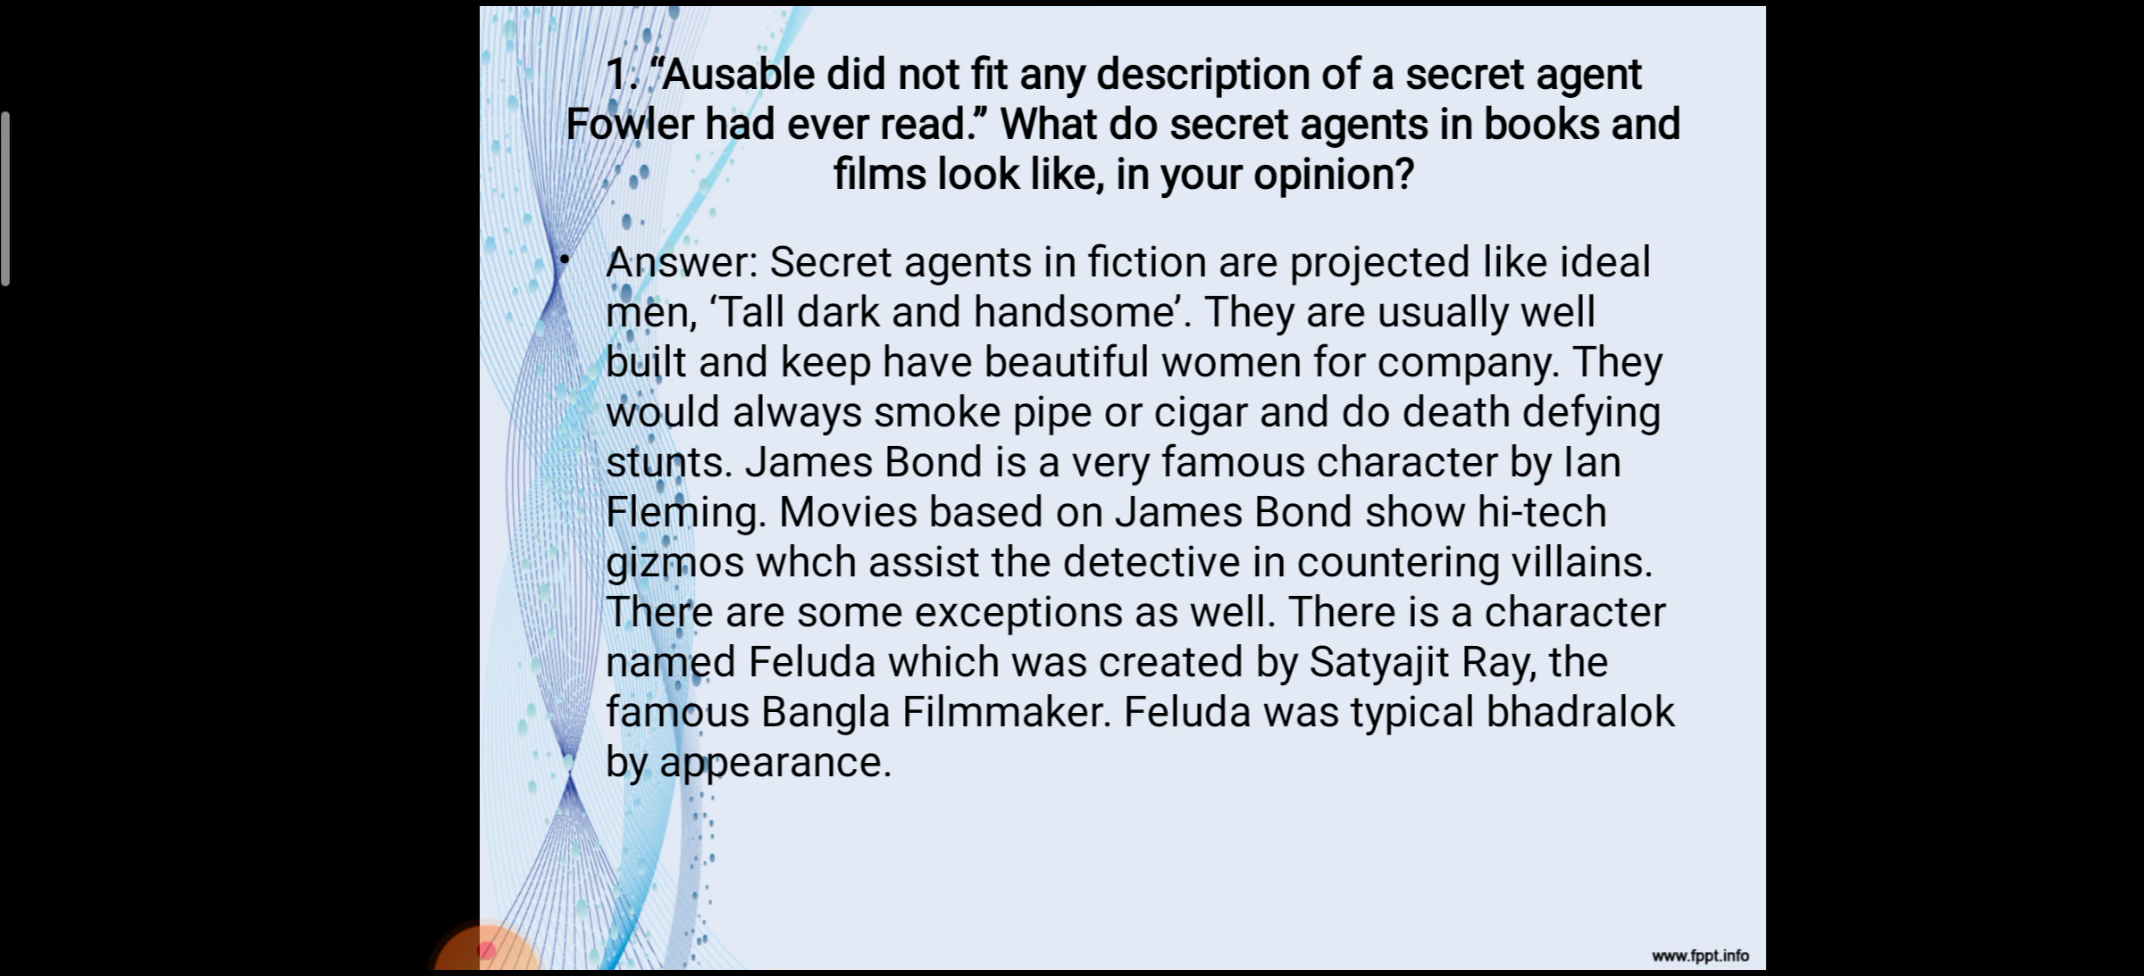 1. “Ausable did not fit any description of a secret agent
Fowler had ever read.” What do secret agents in books and
films look like, in your opinion?
• Answer: Secret agents in fiction are projected like ideal
men, ‘Tall dark and handsome’. They are usually well
built and keep have beautiful women for company. They
would always smoke pipe or cigar and do death defying
stunts. James Bond is a very famous character by Ian
Fleming. Movies based on James Bond show hi-tech
gizmos whch assist the detective in countering villains.
There are some exceptions as well. There is a character
named Feluda which was created by Satyajit Ray, the
famous Bangla Filmmaker. Feluda was typical bhadralok
by appearance.
www.fppt.info